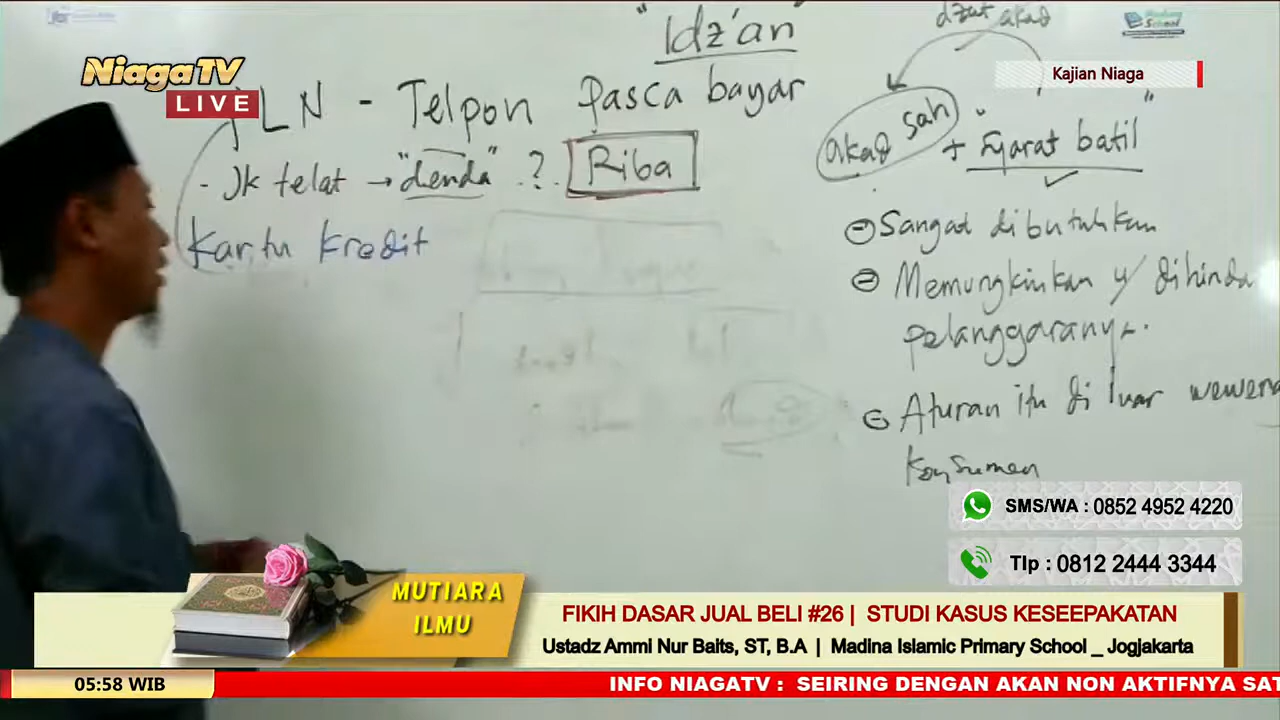 "Idz'an"
dzat akad
NiagaTV
LIVE
Kajian Niaga
PLN - Telpon Pasca bayar
- Jk telat → "denda" ? Riba
Kartu Kredit
akad sah + "syarat batil"
Sangat dibutuhkan
Memungkinkan u/ dihinda
pelanggarannya.
Aturan itu di luar wewena
Konsumen
SMS/WA : 0852 4952 4220
Tlp : 0812 2444 3344
MUTIARA
ILMU
FIKIH DASAR JUAL BELI #26 | STUDI KASUS KESEEPAKATAN
Ustadz Ammi Nur Baits, ST, B.A | Madina Islamic Primary School _ Jogjakarta
05:58 WIB
INFO NIAGATV : SEIRING DENGAN AKAN NON AKTIFNYA SAT